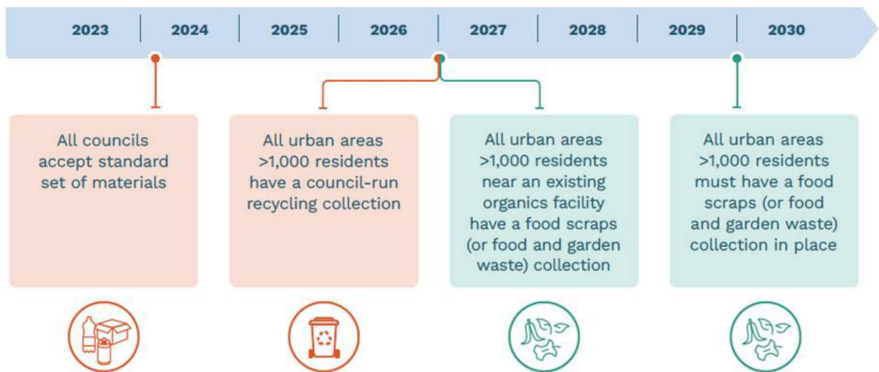 2023 2024 2025 2026 2027 2028 2029 2030
All councils
accept standard
set of materials
All urban areas
>1,000 residents
have a council-run
recycling collection
All urban areas
>1,000 residents
near an existing
organics facility
have a food scraps
(or food and garden
waste) collection
All urban areas
>1,000 residents
must have a food
scraps (or food
and garden waste)
collection in place